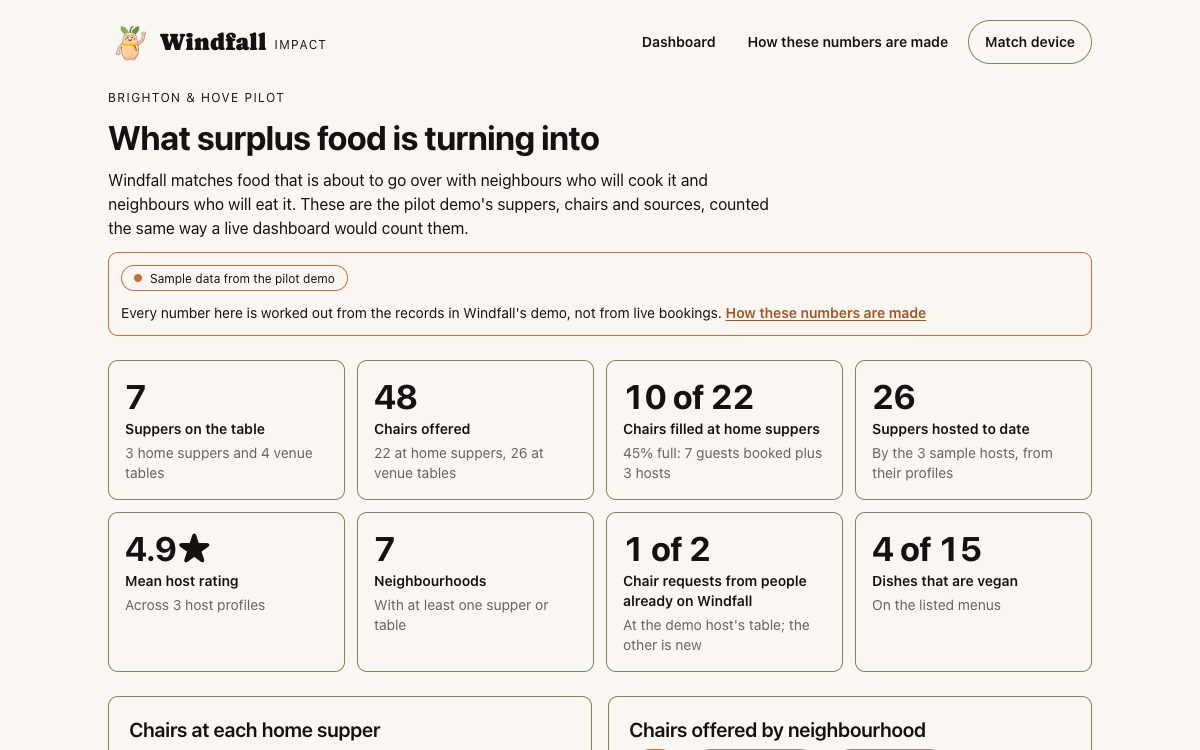 Windfall IMPACT
Dashboard
How these numbers are made
Match device
BRIGHTON & HOVE PILOT
What surplus food is turning into
Windfall matches food that is about to go over with neighbours who will cook it and
neighbours who will eat it. These are the pilot demo's suppers, chairs and sources, counted
the same way a live dashboard would count them.
Sample data from the pilot demo
Every number here is worked out from the records in Windfall's demo, not from live bookings. How these numbers are made
7
Suppers on the table
3 home suppers and 4 venue
tables
48
Chairs offered
22 at home suppers, 26 at
venue tables
10 of 22
Chairs filled at home suppers
45% full: 7 guests booked plus
3 hosts
26
Suppers hosted to date
By the 3 sample hosts, from
their profiles
4.9★
Mean host rating
Across 3 host profiles
7
Neighbourhoods
With at least one supper or
table
1 of 2
Chair requests from people
already on Windfall
At the demo host's table; the
other is new
4 of 15
Dishes that are vegan
On the listed menus
Chairs at each home supper
Chairs offered by neighbourhood